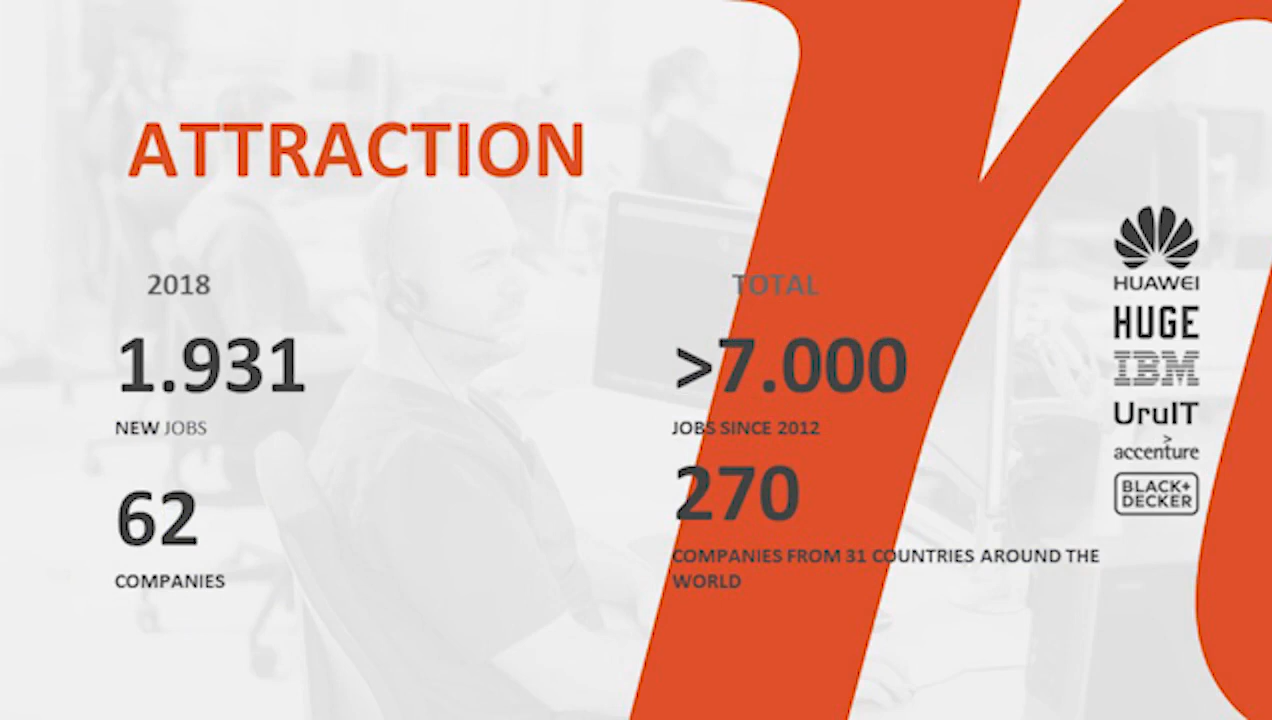 ATTRACTION
2018
1.931
NEW JOBS
62
COMPANIES
TOTAL
>7.000
JOBS SINCE 2012
270
COMPANIES FROM 31 COUNTRIES AROUND THE
WORLD
HUAWEI
HUGE
IBM
UruIT
>
accenture
BLACK+
DECKER